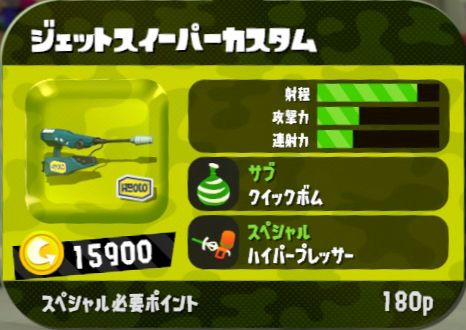 ジェットスイーパーカスタム
射程
攻撃力
連射力
サブ
クイックボム
スペシャル
ハイパープレッサー
15900
スペシャル必要ポイント 180p